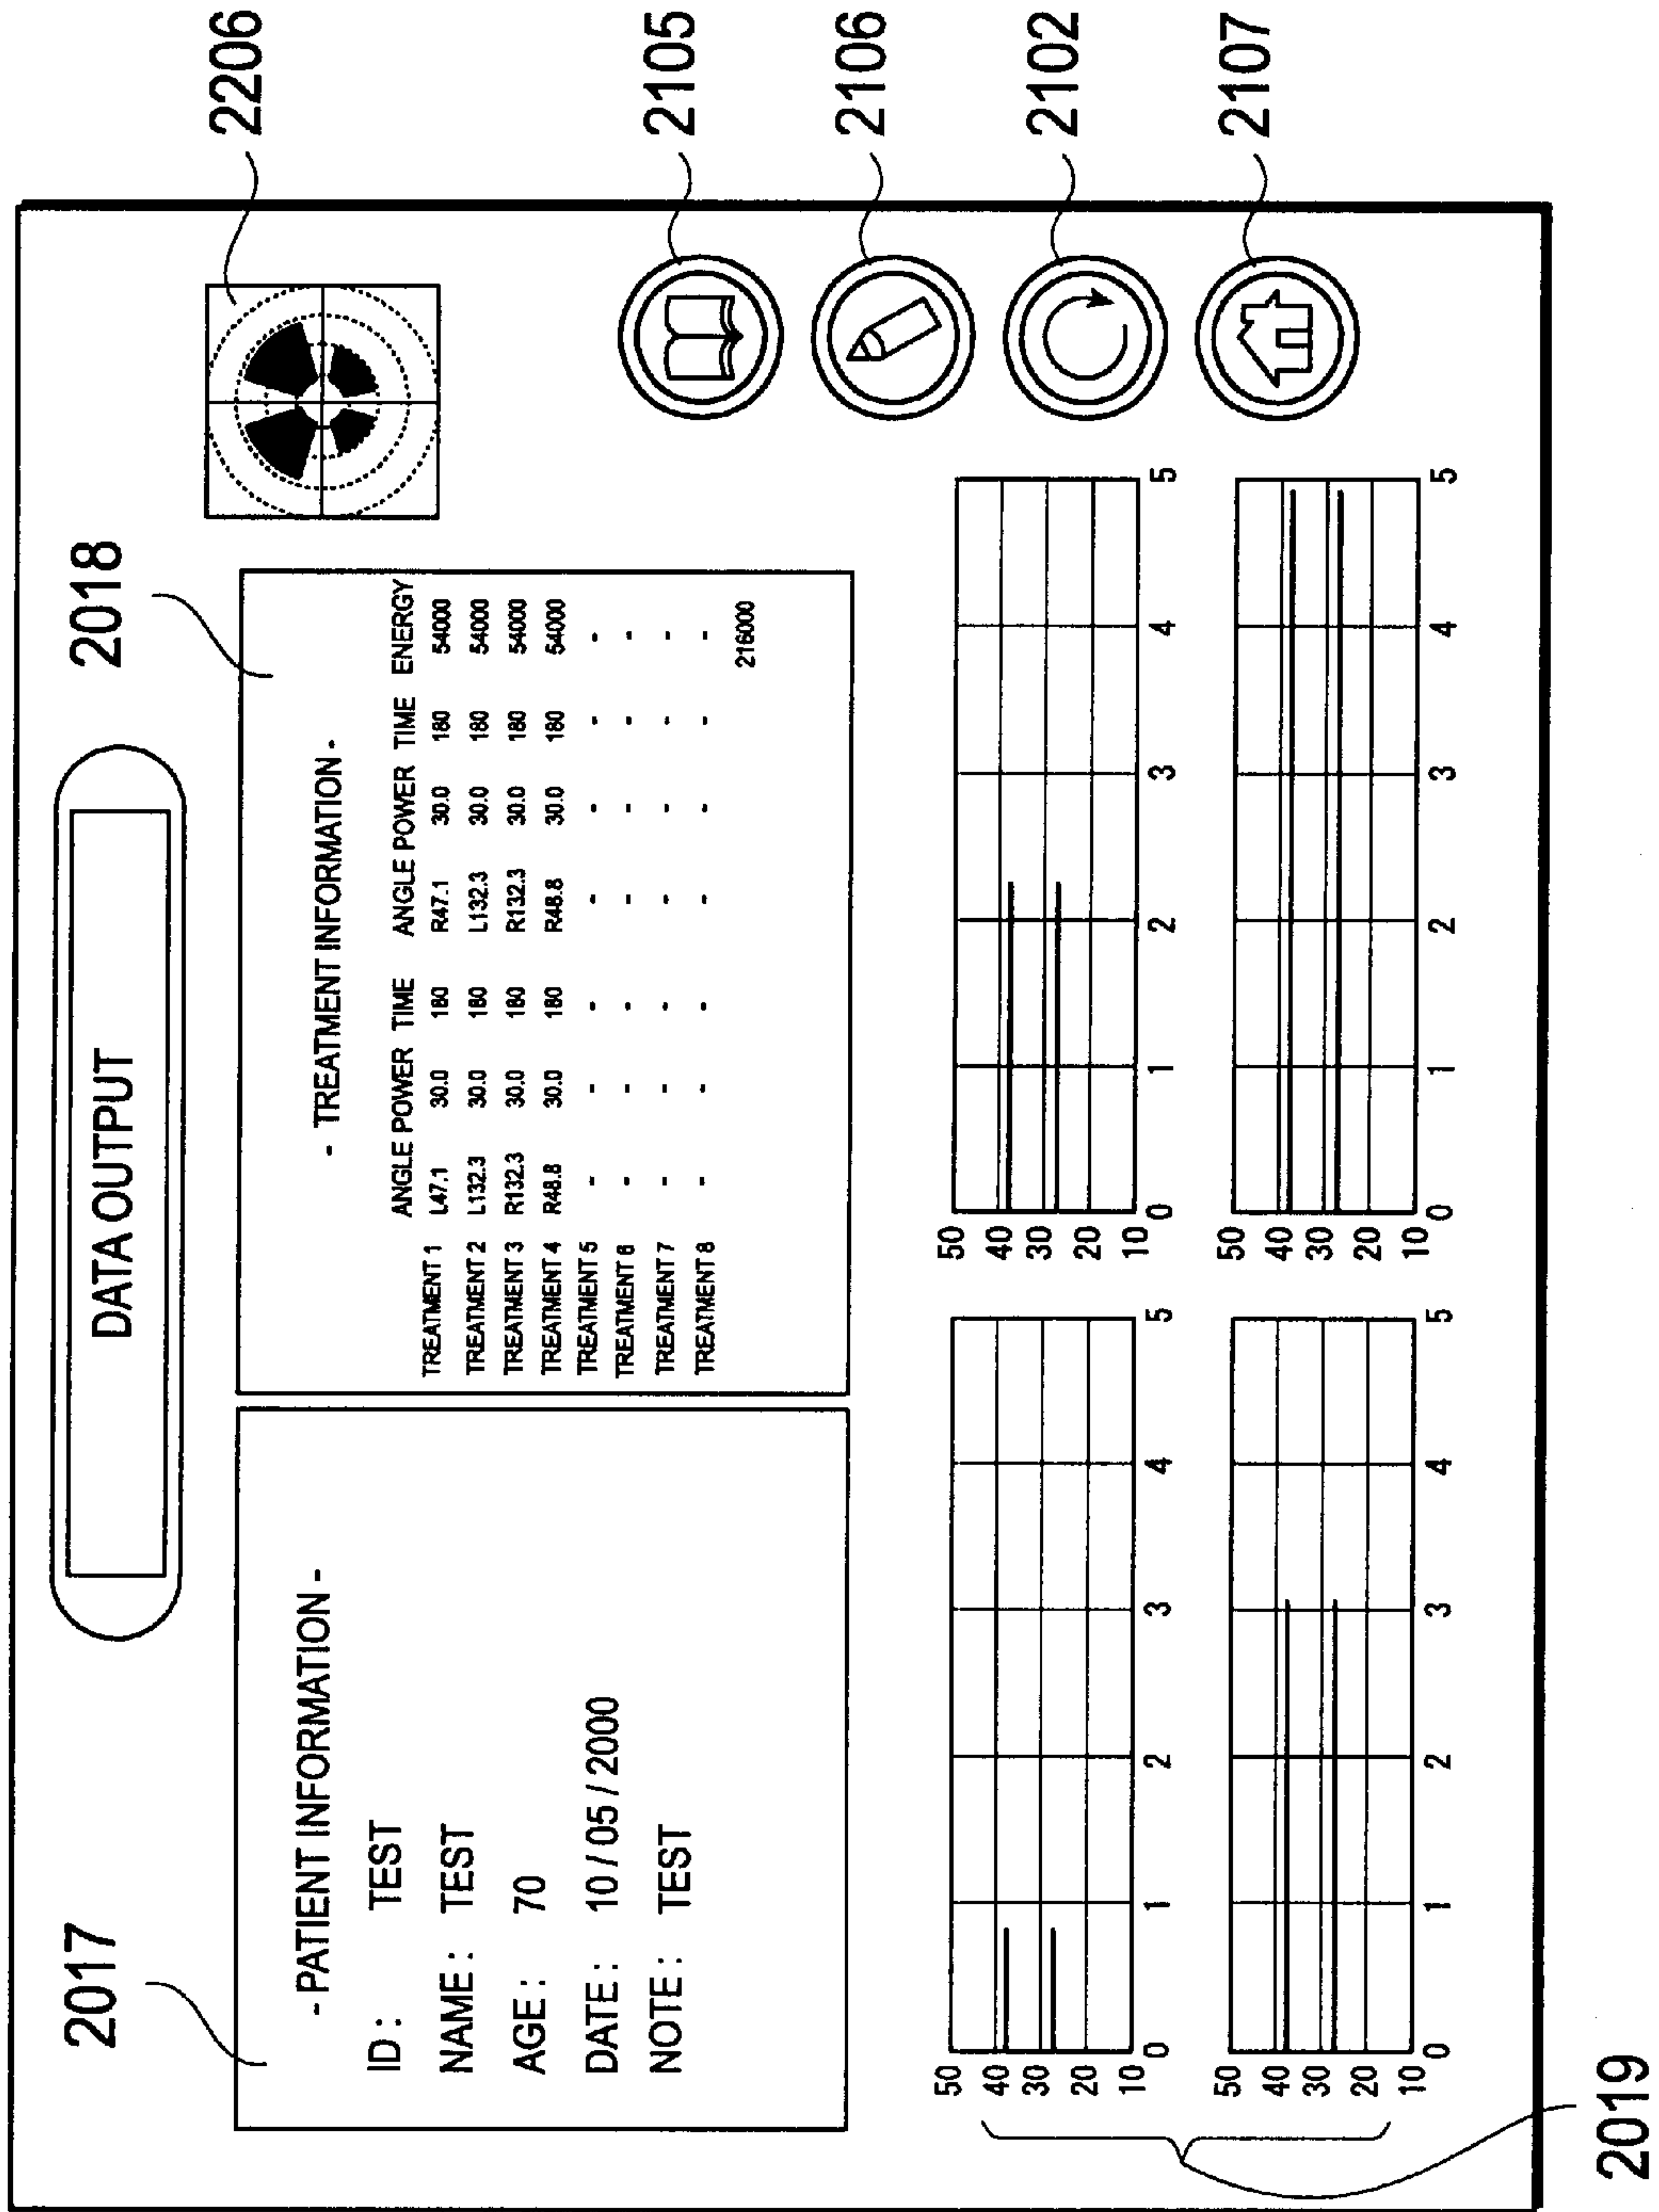 2017
2018
2206
DATA OUTPUT
- PATIENT INFORMATION -
ID : TEST
NAME : TEST
AGE : 70
DATE : 10 / 05 / 2000
NOTE : TEST
- TREATMENT INFORMATION -
ANGLE POWER TIME ANGLE POWER TIME ENERGY
TREATMENT 1 L47.1 30.0 180 R47.1 30.0 180 54000
TREATMENT 2 L132.3 30.0 180 L132.3 30.0 180 54000
TREATMENT 3 R132.3 30.0 180 R132.3 30.0 180 54000
TREATMENT 4 R48.8 30.0 180 R48.8 30.0 180 54000
TREATMENT 5 - - - - - - -
TREATMENT 6 - - - - - - -
TREATMENT 7 - - - - - - -
TREATMENT 8 - - - - - - -
216000
2105
2106
2102
2107
50
40
30
20
10
0 1 2 3 4 5
50
40
30
20
10
0 1 2 3 4 5
50
40
30
20
10
0 1 2 3 4 5
50
40
30
20
10
0 1 2 3 4 5
2019